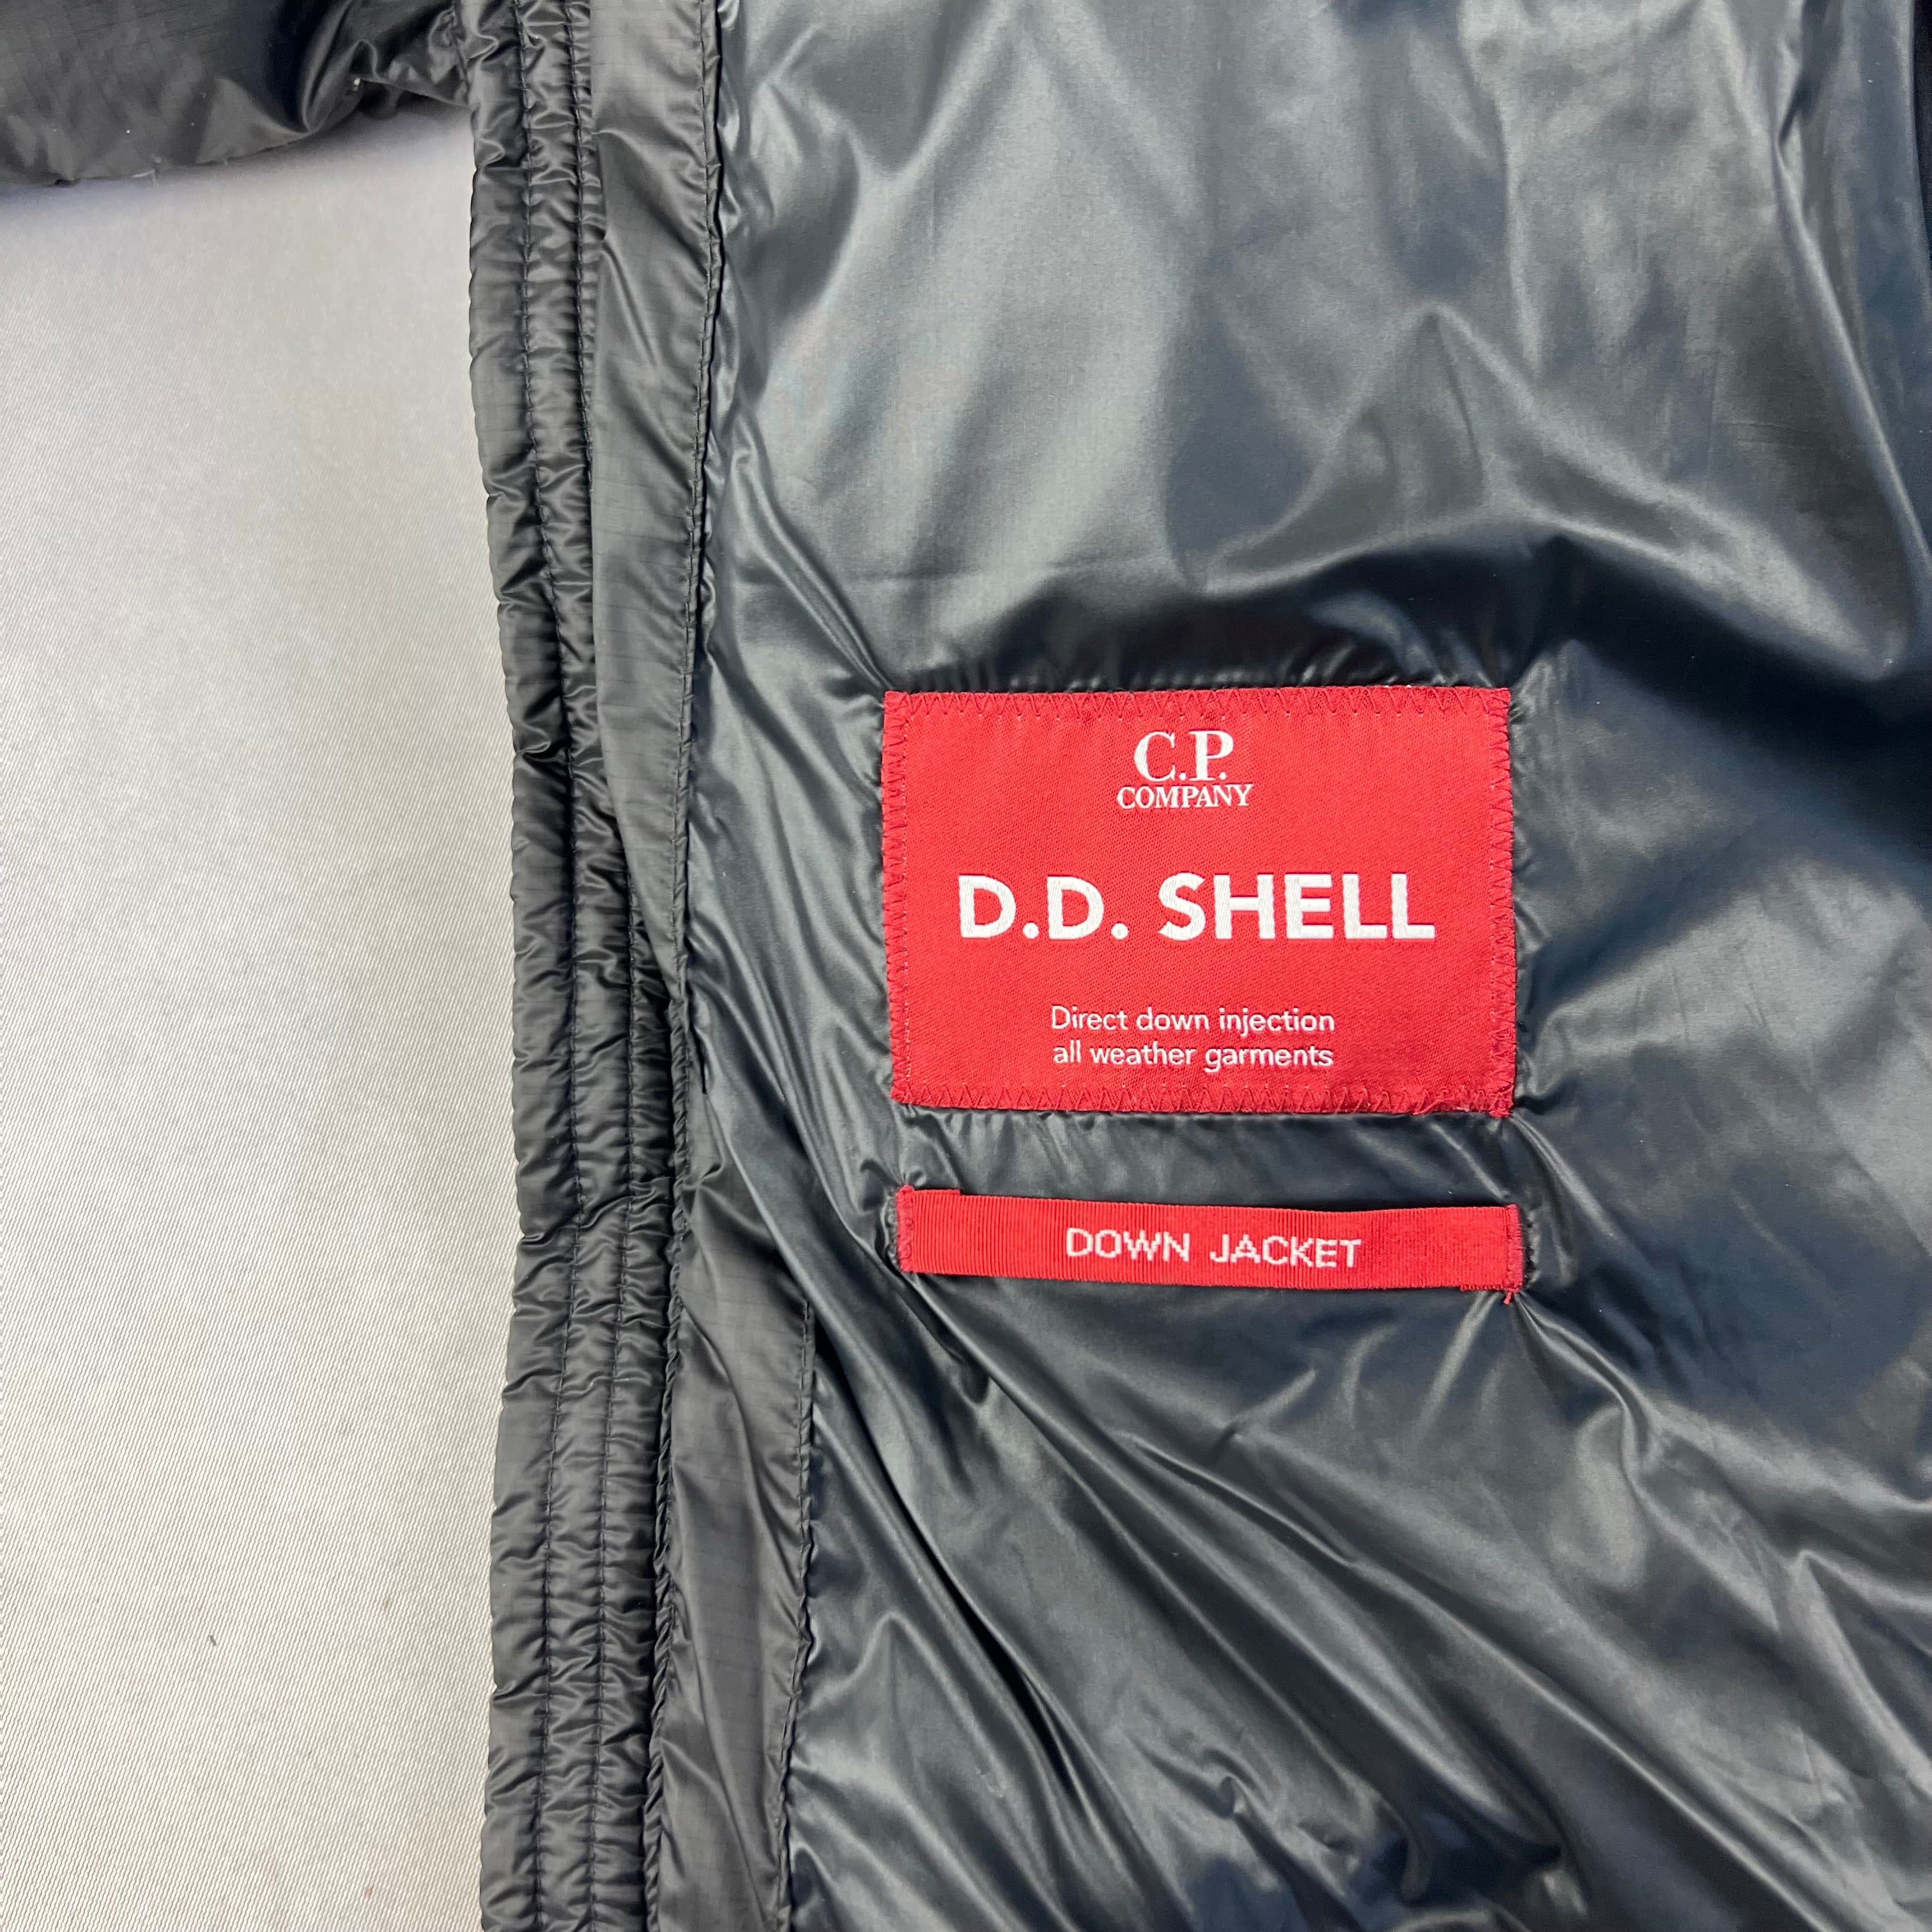 C.P.
COMPANY
D.D. SHELL
Direct down injection
all weather garments
DOWN JACKET